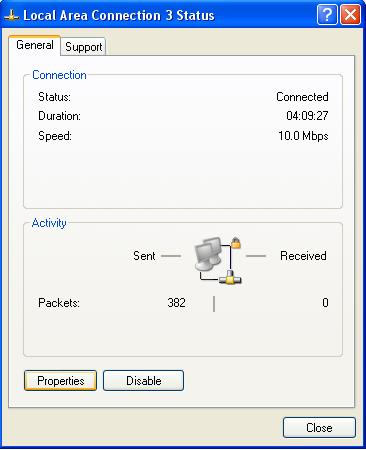 Local Area Connection 3 Status
General Support
Connection
Status: Connected
Duration: 04:09:27
Speed: 10.0 Mbps
Activity
Sent — Received
Packets: 382 0
Properties Disable
Close